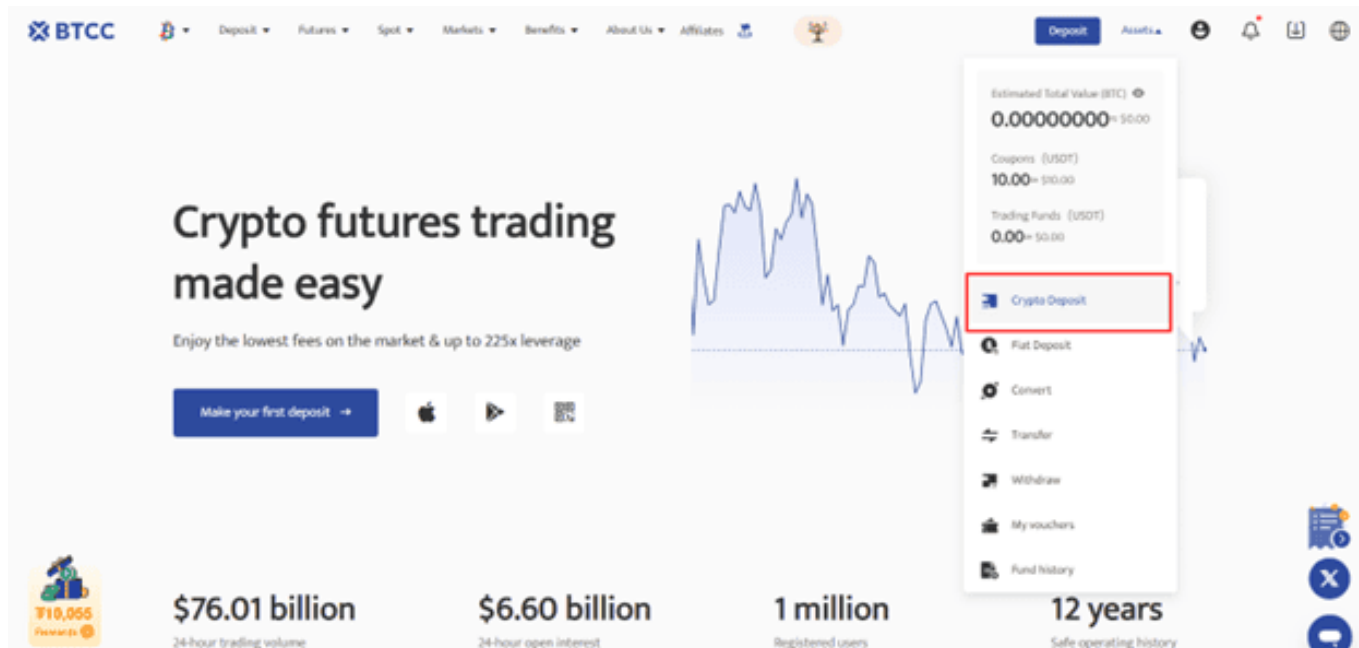 BTCC
Deposit Futures Spot Markets Benefits About Us Affiliates
Deposit Assets
Estimated Total Value (BTC)
0.00000000≈ $0.00
Coupons (USDT)
10.00≈ $10.00
Trading Funds (USDT)
0.00≈ $0.00
Crypto Deposit
Fiat Deposit
Convert
Transfer
Withdraw
My vouchers
Fund history
Crypto futures trading
made easy
Enjoy the lowest fees on the market & up to 225x leverage
Make your first deposit →
₮10,055
Rewards
$76.01 billion
24-hour trading volume
$6.60 billion
24-hour open interest
1 million
Registered users
12 years
Safe operating history